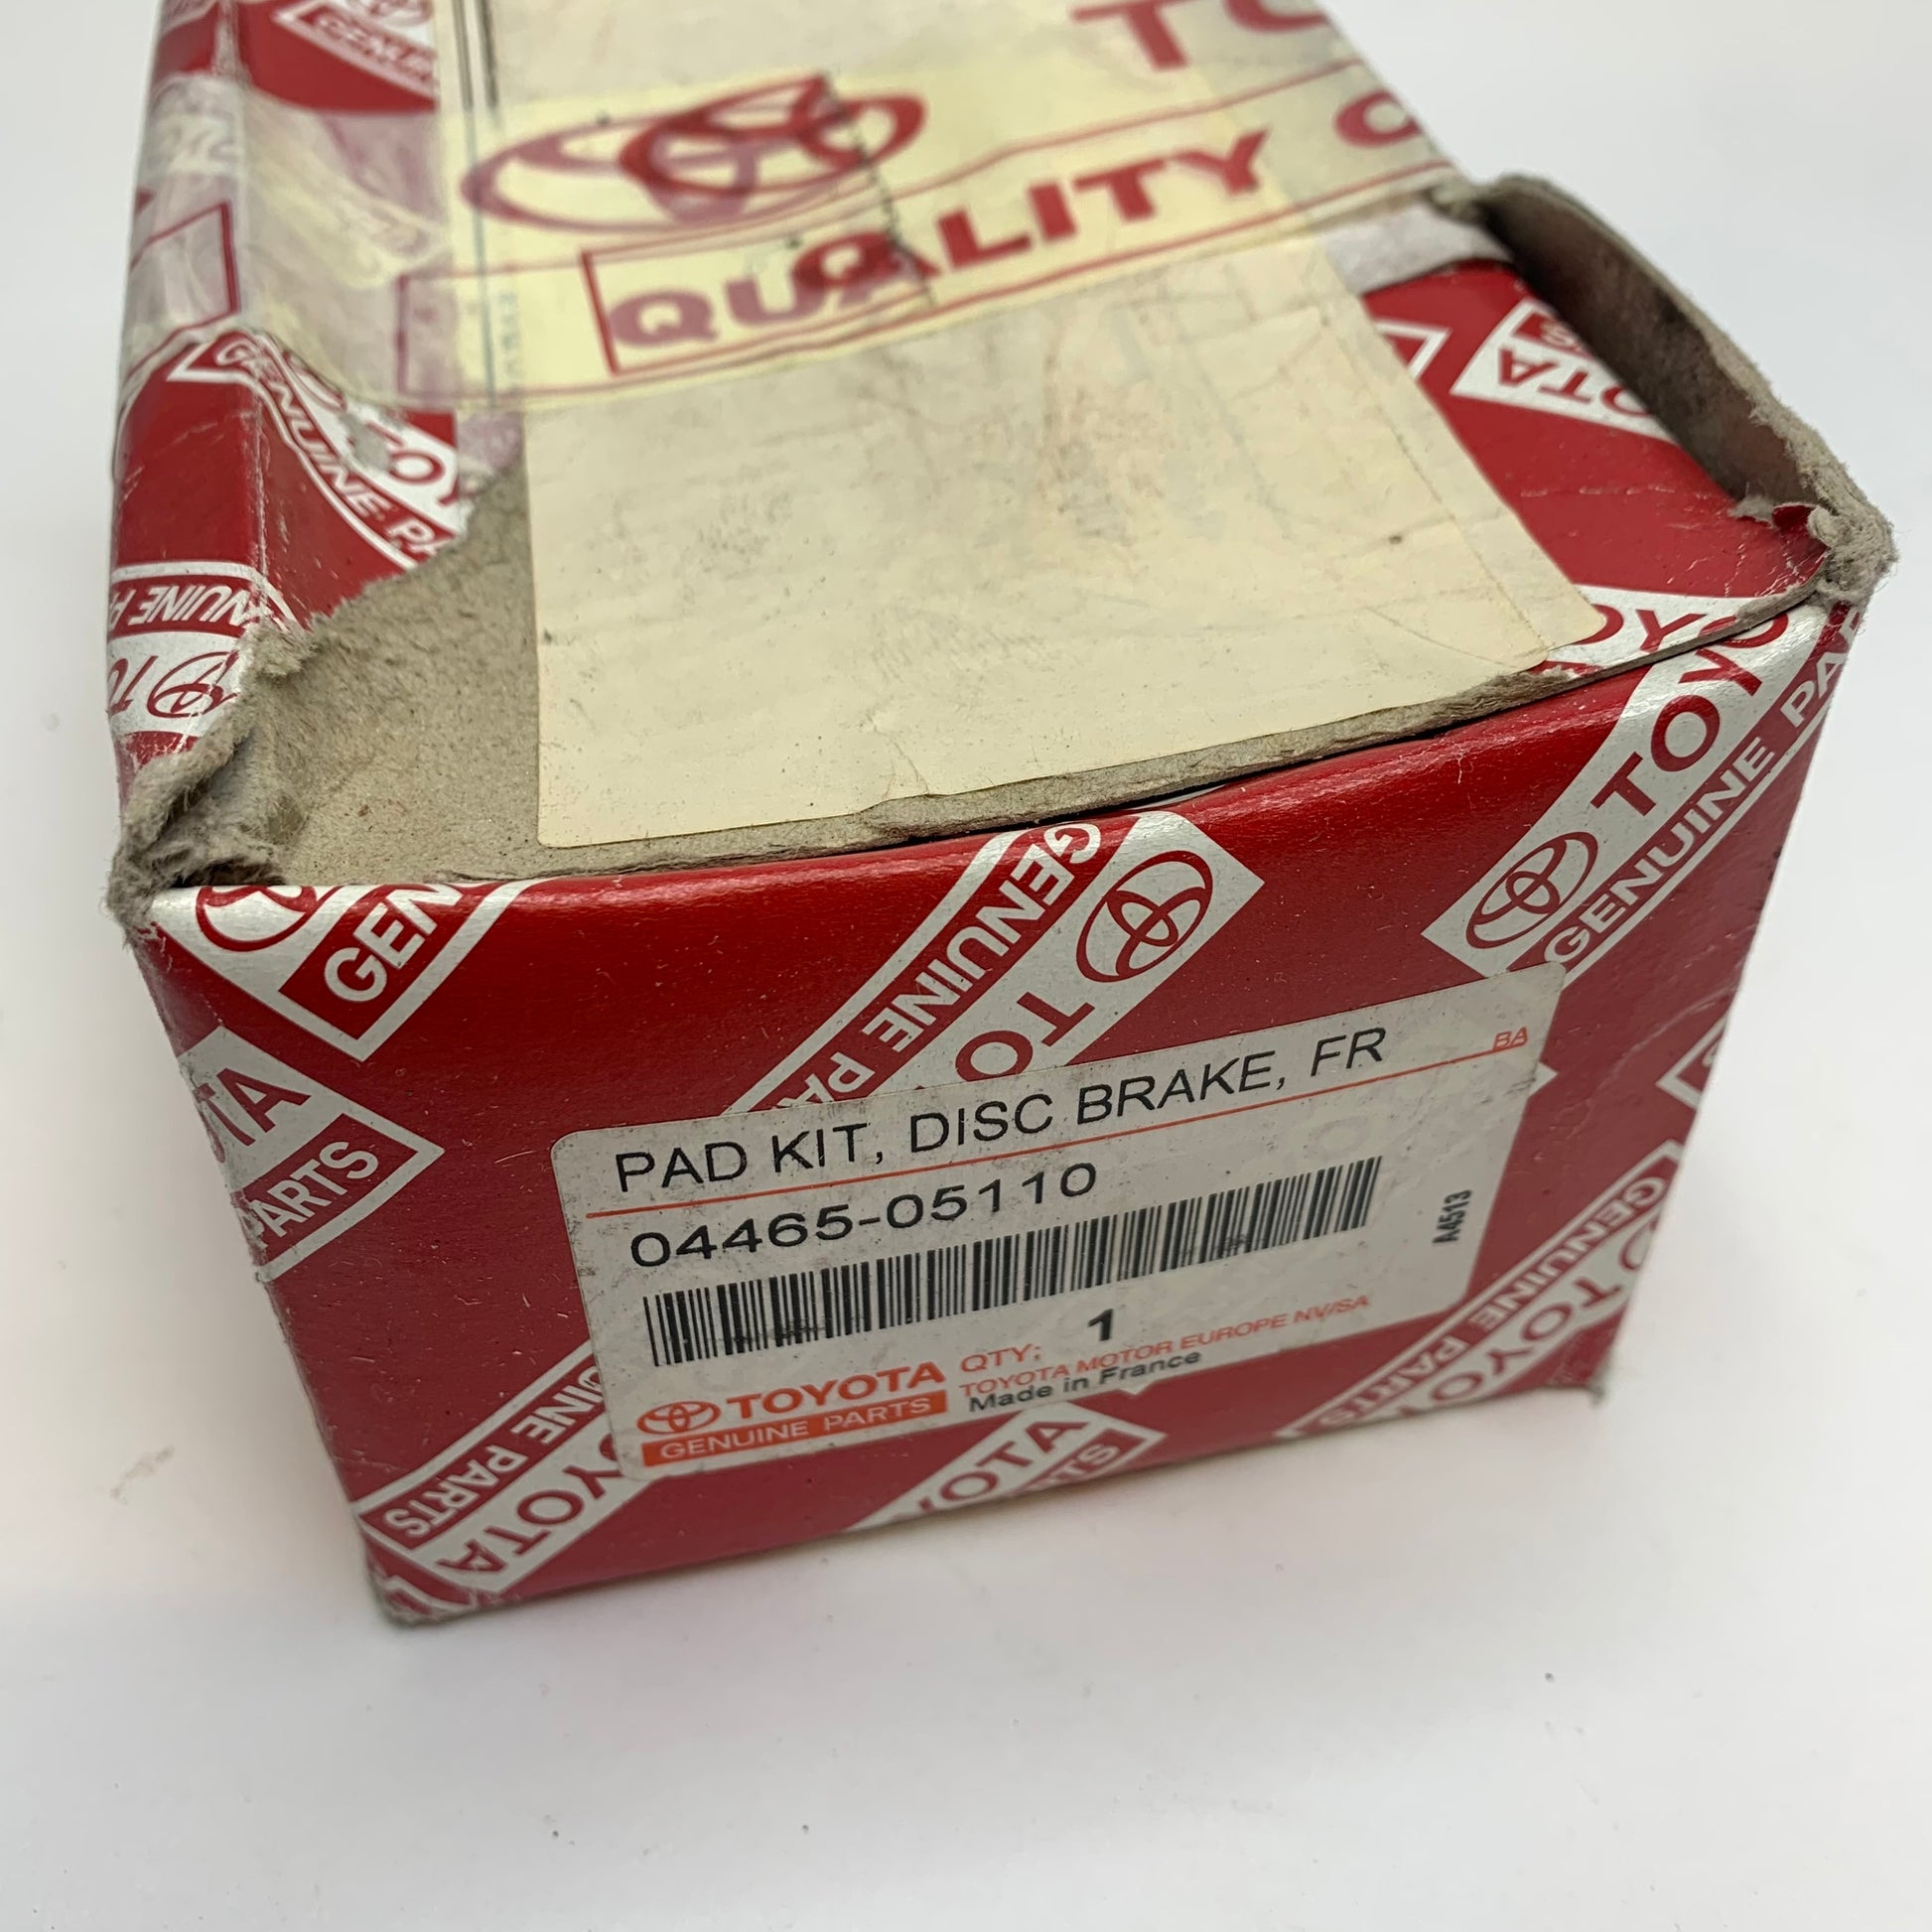 QUALITY
PAD KIT, DISC BRAKE, FR
BA
04465-05110
A4513
QTY: 1
TOYOTA MOTOR EUROPE NV/SA
Made in France
TOYOTA
GENUINE PARTS
TOYOTA
GENUINE PARTS